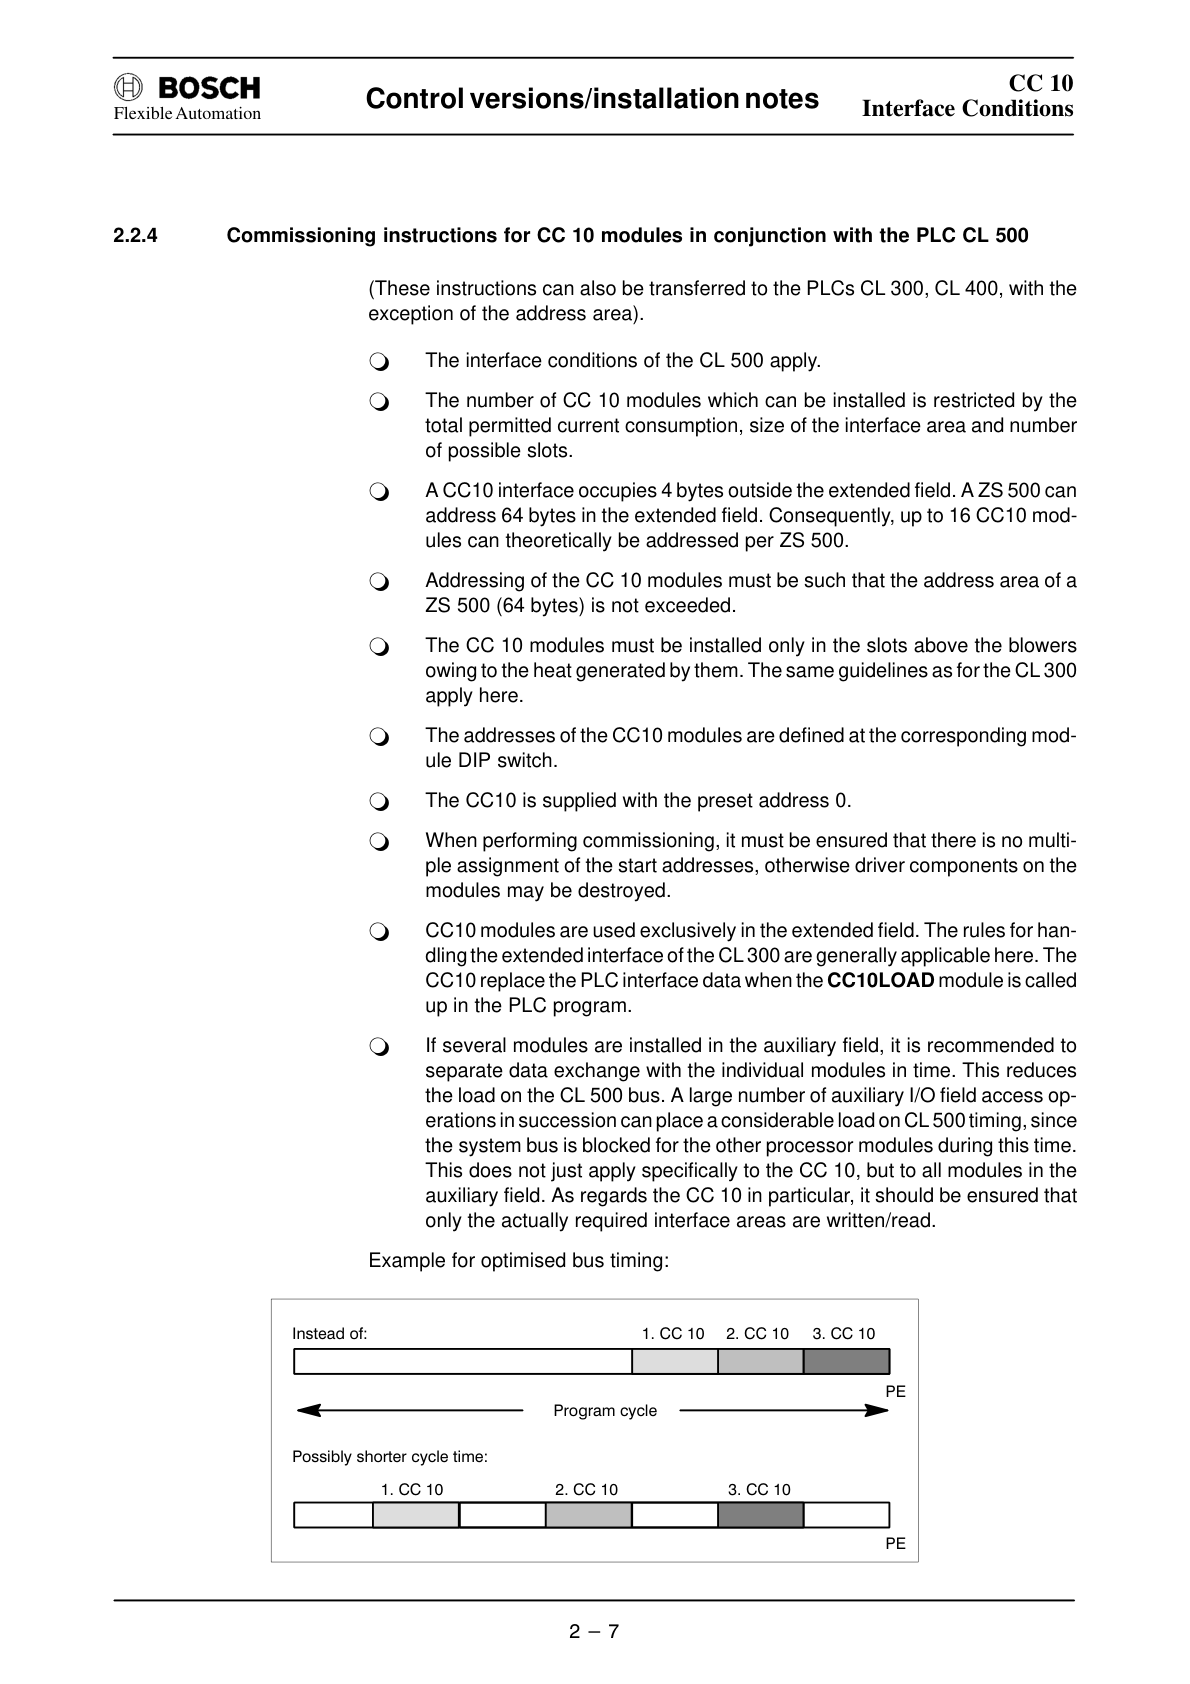 BOSCH
Flexible Automation
Control versions/installation notes
CC 10
Interface Conditions
2.2.4 Commissioning instructions for CC 10 modules in conjunction with the PLC CL 500
(These instructions can also be transferred to the PLCs CL 300, CL 400, with the
exception of the address area).
❍ The interface conditions of the CL 500 apply.
❍ The number of CC 10 modules which can be installed is restricted by the
total permitted current consumption, size of the interface area and number
of possible slots.
❍ A CC10 interface occupies 4 bytes outside the extended field. A ZS 500 can
address 64 bytes in the extended field. Consequently, up to 16 CC10 mod-
ules can theoretically be addressed per ZS 500.
❍ Addressing of the CC 10 modules must be such that the address area of a
ZS 500 (64 bytes) is not exceeded.
❍ The CC 10 modules must be installed only in the slots above the blowers
owing to the heat generated by them. The same guidelines as for the CL 300
apply here.
❍ The addresses of the CC10 modules are defined at the corresponding mod-
ule DIP switch.
❍ The CC10 is supplied with the preset address 0.
❍ When performing commissioning, it must be ensured that there is no multi-
ple assignment of the start addresses, otherwise driver components on the
modules may be destroyed.
❍ CC10 modules are used exclusively in the extended field. The rules for han-
dling the extended interface of the CL 300 are generally applicable here. The
CC10 replace the PLC interface data when the CC10LOAD module is called
up in the PLC program.
❍ If several modules are installed in the auxiliary field, it is recommended to
separate data exchange with the individual modules in time. This reduces
the load on the CL 500 bus. A large number of auxiliary I/O field access op-
erations in succession can place a considerable load on CL 500 timing, since
the system bus is blocked for the other processor modules during this time.
This does not just apply specifically to the CC 10, but to all modules in the
auxiliary field. As regards the CC 10 in particular, it should be ensured that
only the actually required interface areas are written/read.
Example for optimised bus timing:
Instead of: 1. CC 10 2. CC 10 3. CC 10
PE
Program cycle
Possibly shorter cycle time:
1. CC 10 2. CC 10 3. CC 10
PE
2 – 7